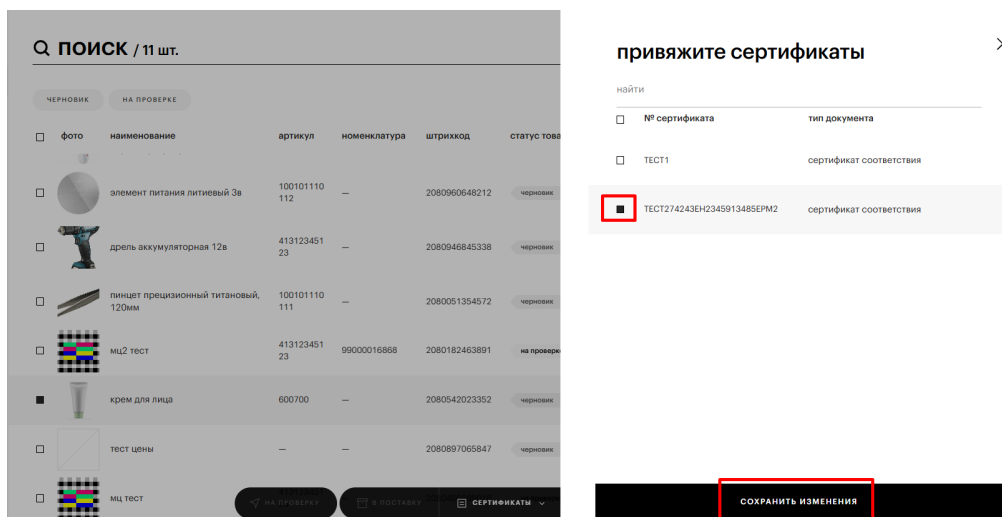 ПОИСК / 11 шт.
ЧЕРНОВИК НА ПРОВЕРКЕ
фото наименование артикул номенклатура штрихкод статус това
элемент питания литиевый 3в 100101110 — 2080960648212 черновик
112
дрель аккумуляторная 12в 413123451 — 2080946845338 черновик
23
пинцет прецизионный титановый, 100101110 — 2080051354572 черновик
120мм 111
мц2 тест 413123451 99000016868 2080182463891 на проверк
23
крем для лица 600700 — 2080542023352 черновик
тест цены — — 2080897065847 черновик
мц тест
НА ПРОВЕРКУ В ПОСТАВКУ СЕРТИФИКАТЫ
привяжите сертификаты
найти
№ сертификата тип документа
ТЕСТ1 сертификат соответствия
ТЕСТ274243ЕН2345913485ЕРМ2 сертификат соответствия
СОХРАНИТЬ ИЗМЕНЕНИЯ